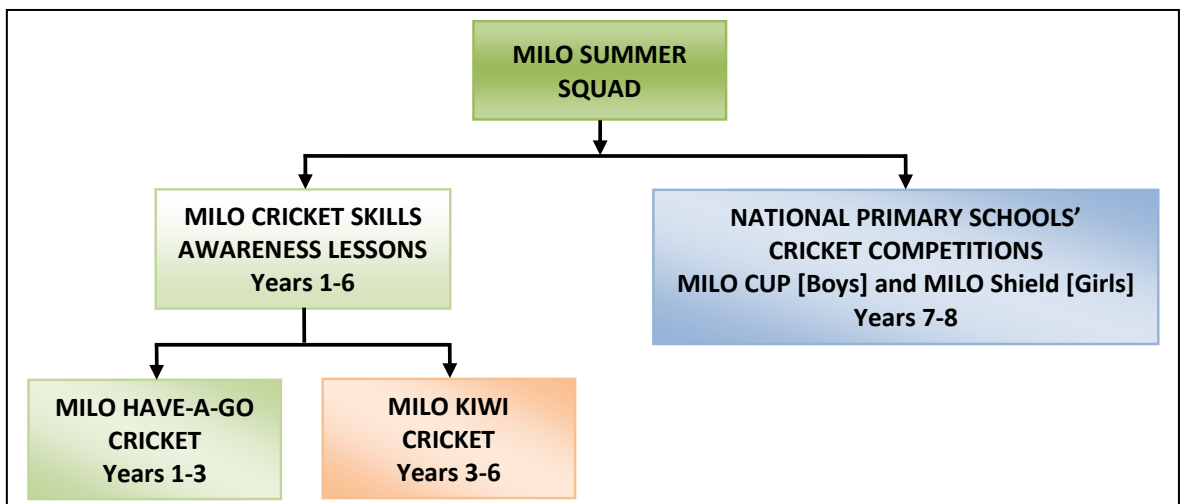 MILO SUMMER
SQUAD
MILO CRICKET SKILLS
AWARENESS LESSONS
Years 1-6
NATIONAL PRIMARY SCHOOLS’
CRICKET COMPETITIONS
MILO CUP [Boys] and MILO Shield [Girls]
Years 7-8
MILO HAVE-A-GO
CRICKET
Years 1-3
MILO KIWI
CRICKET
Years 3-6